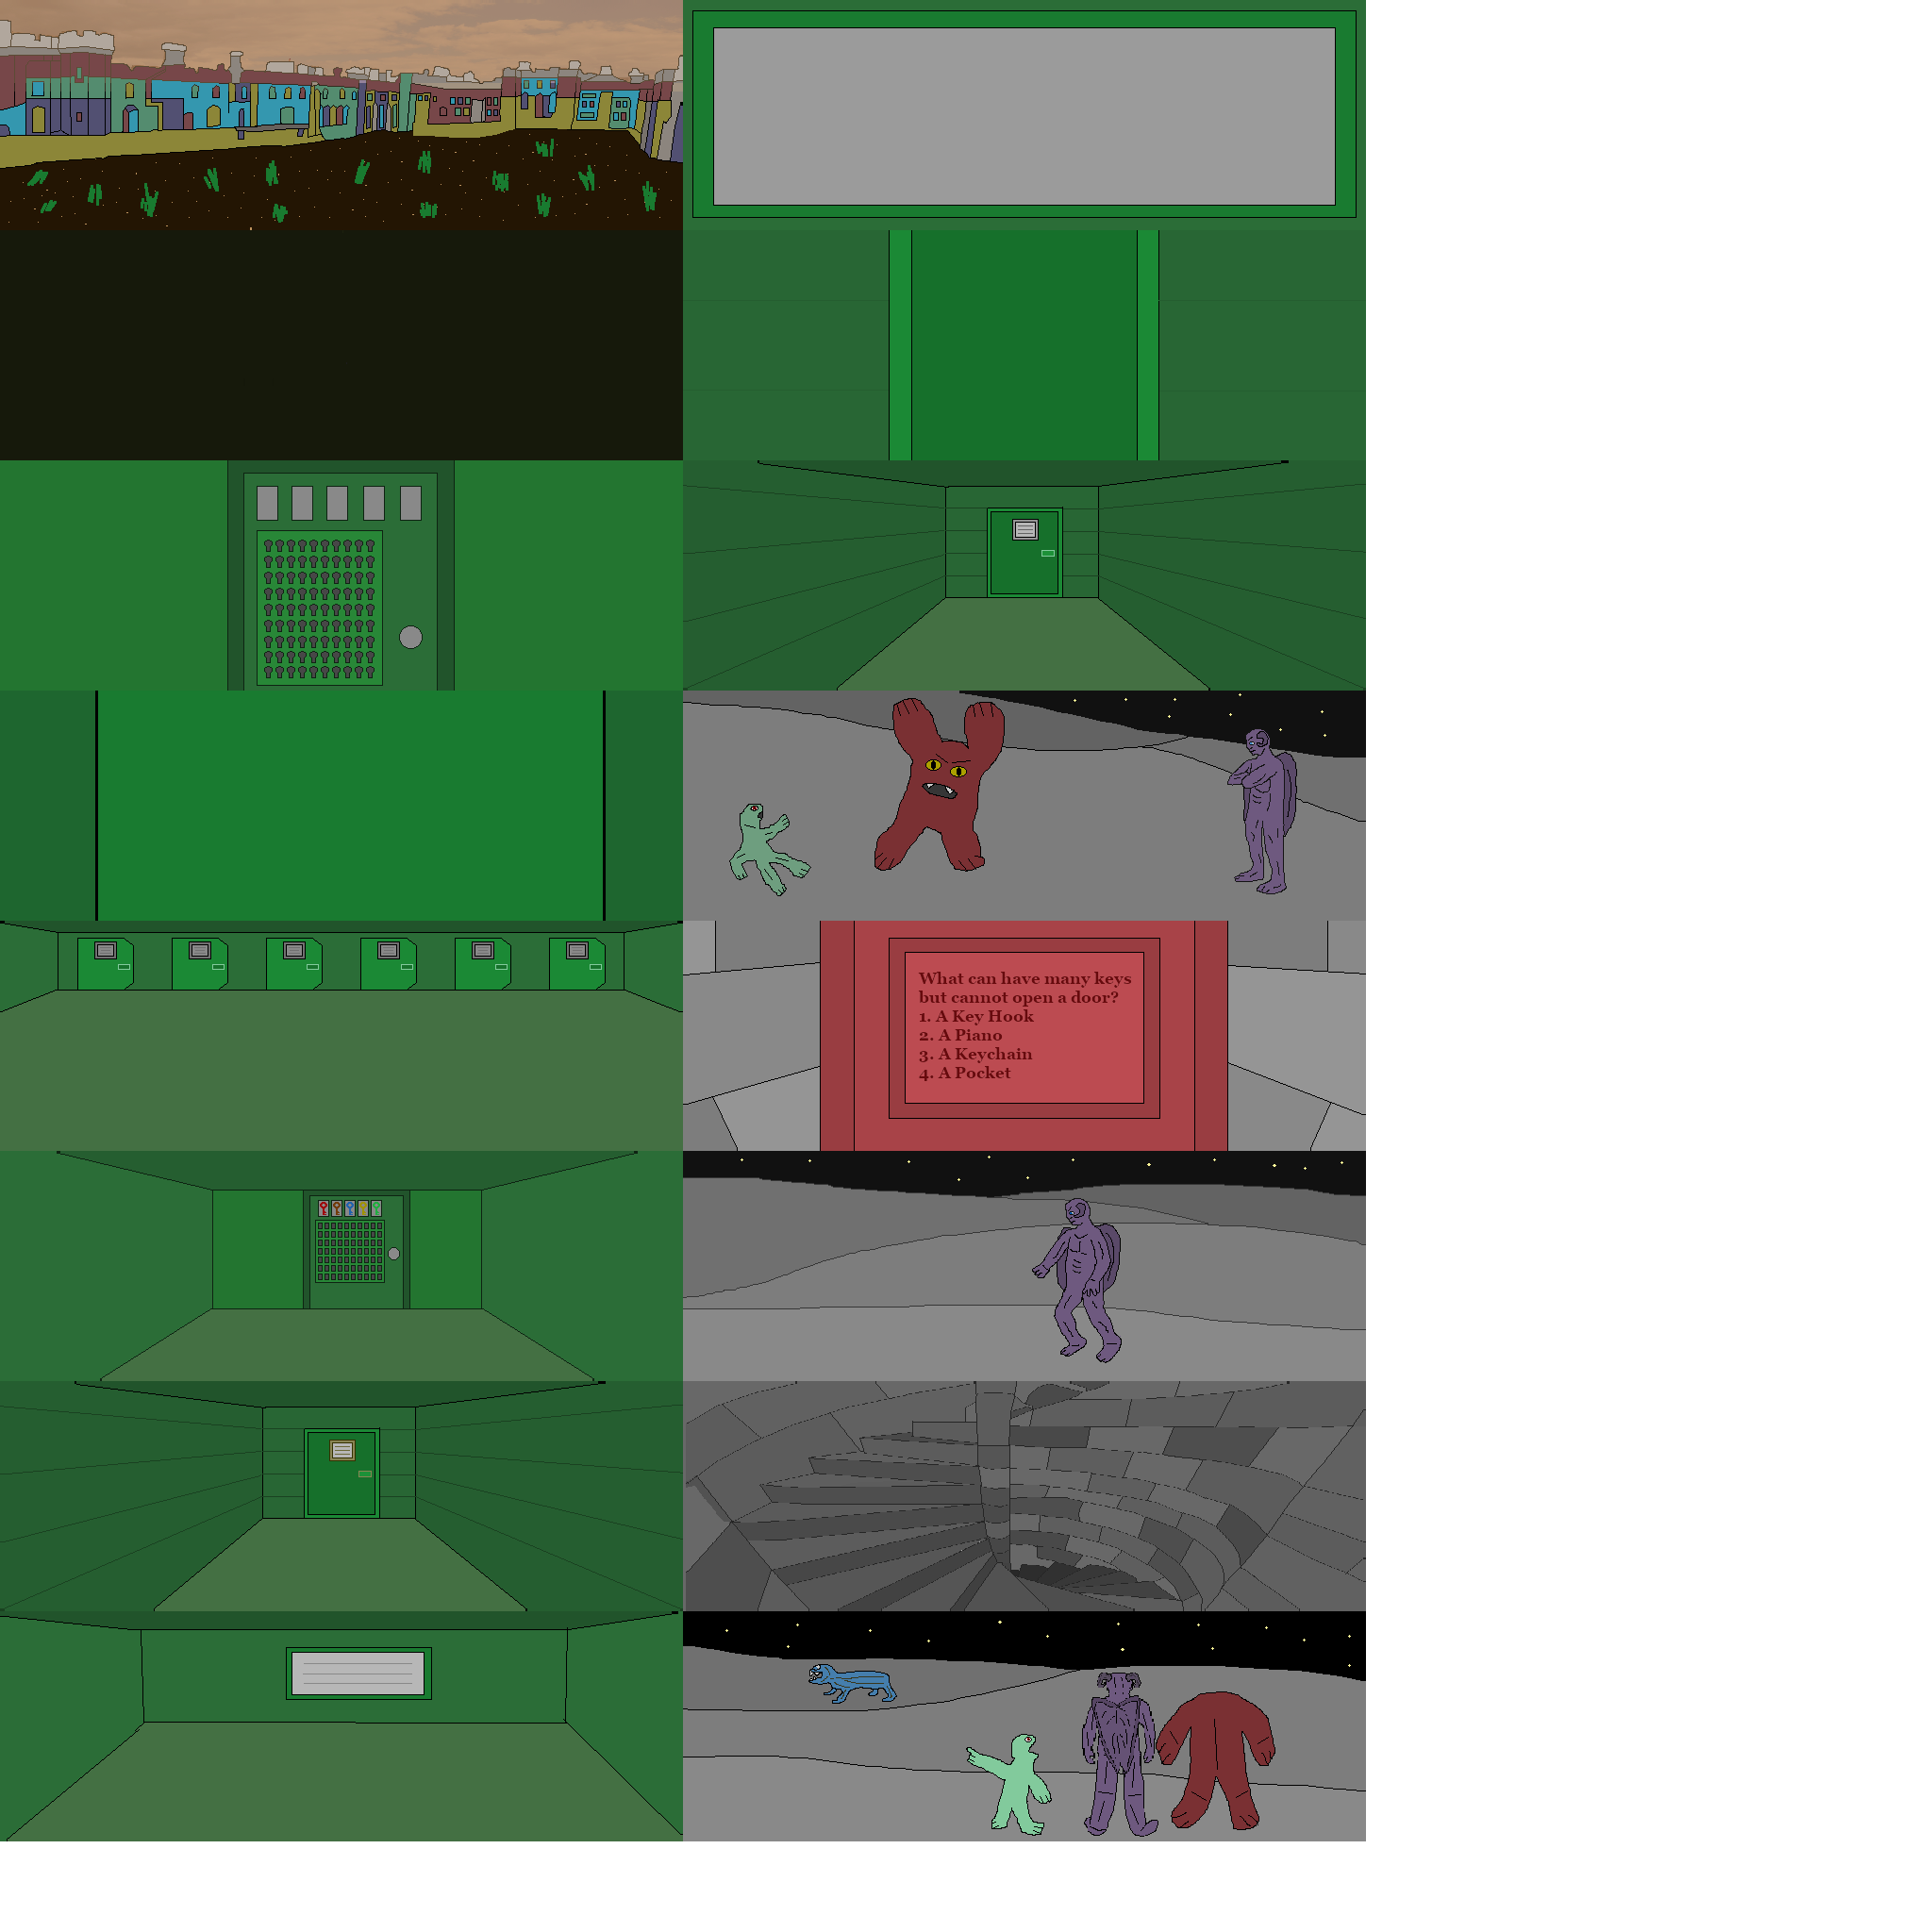 What can have many keys
but cannot open a door?
1. A Key Hook
2. A Piano
3. A Keychain
4. A Pocket